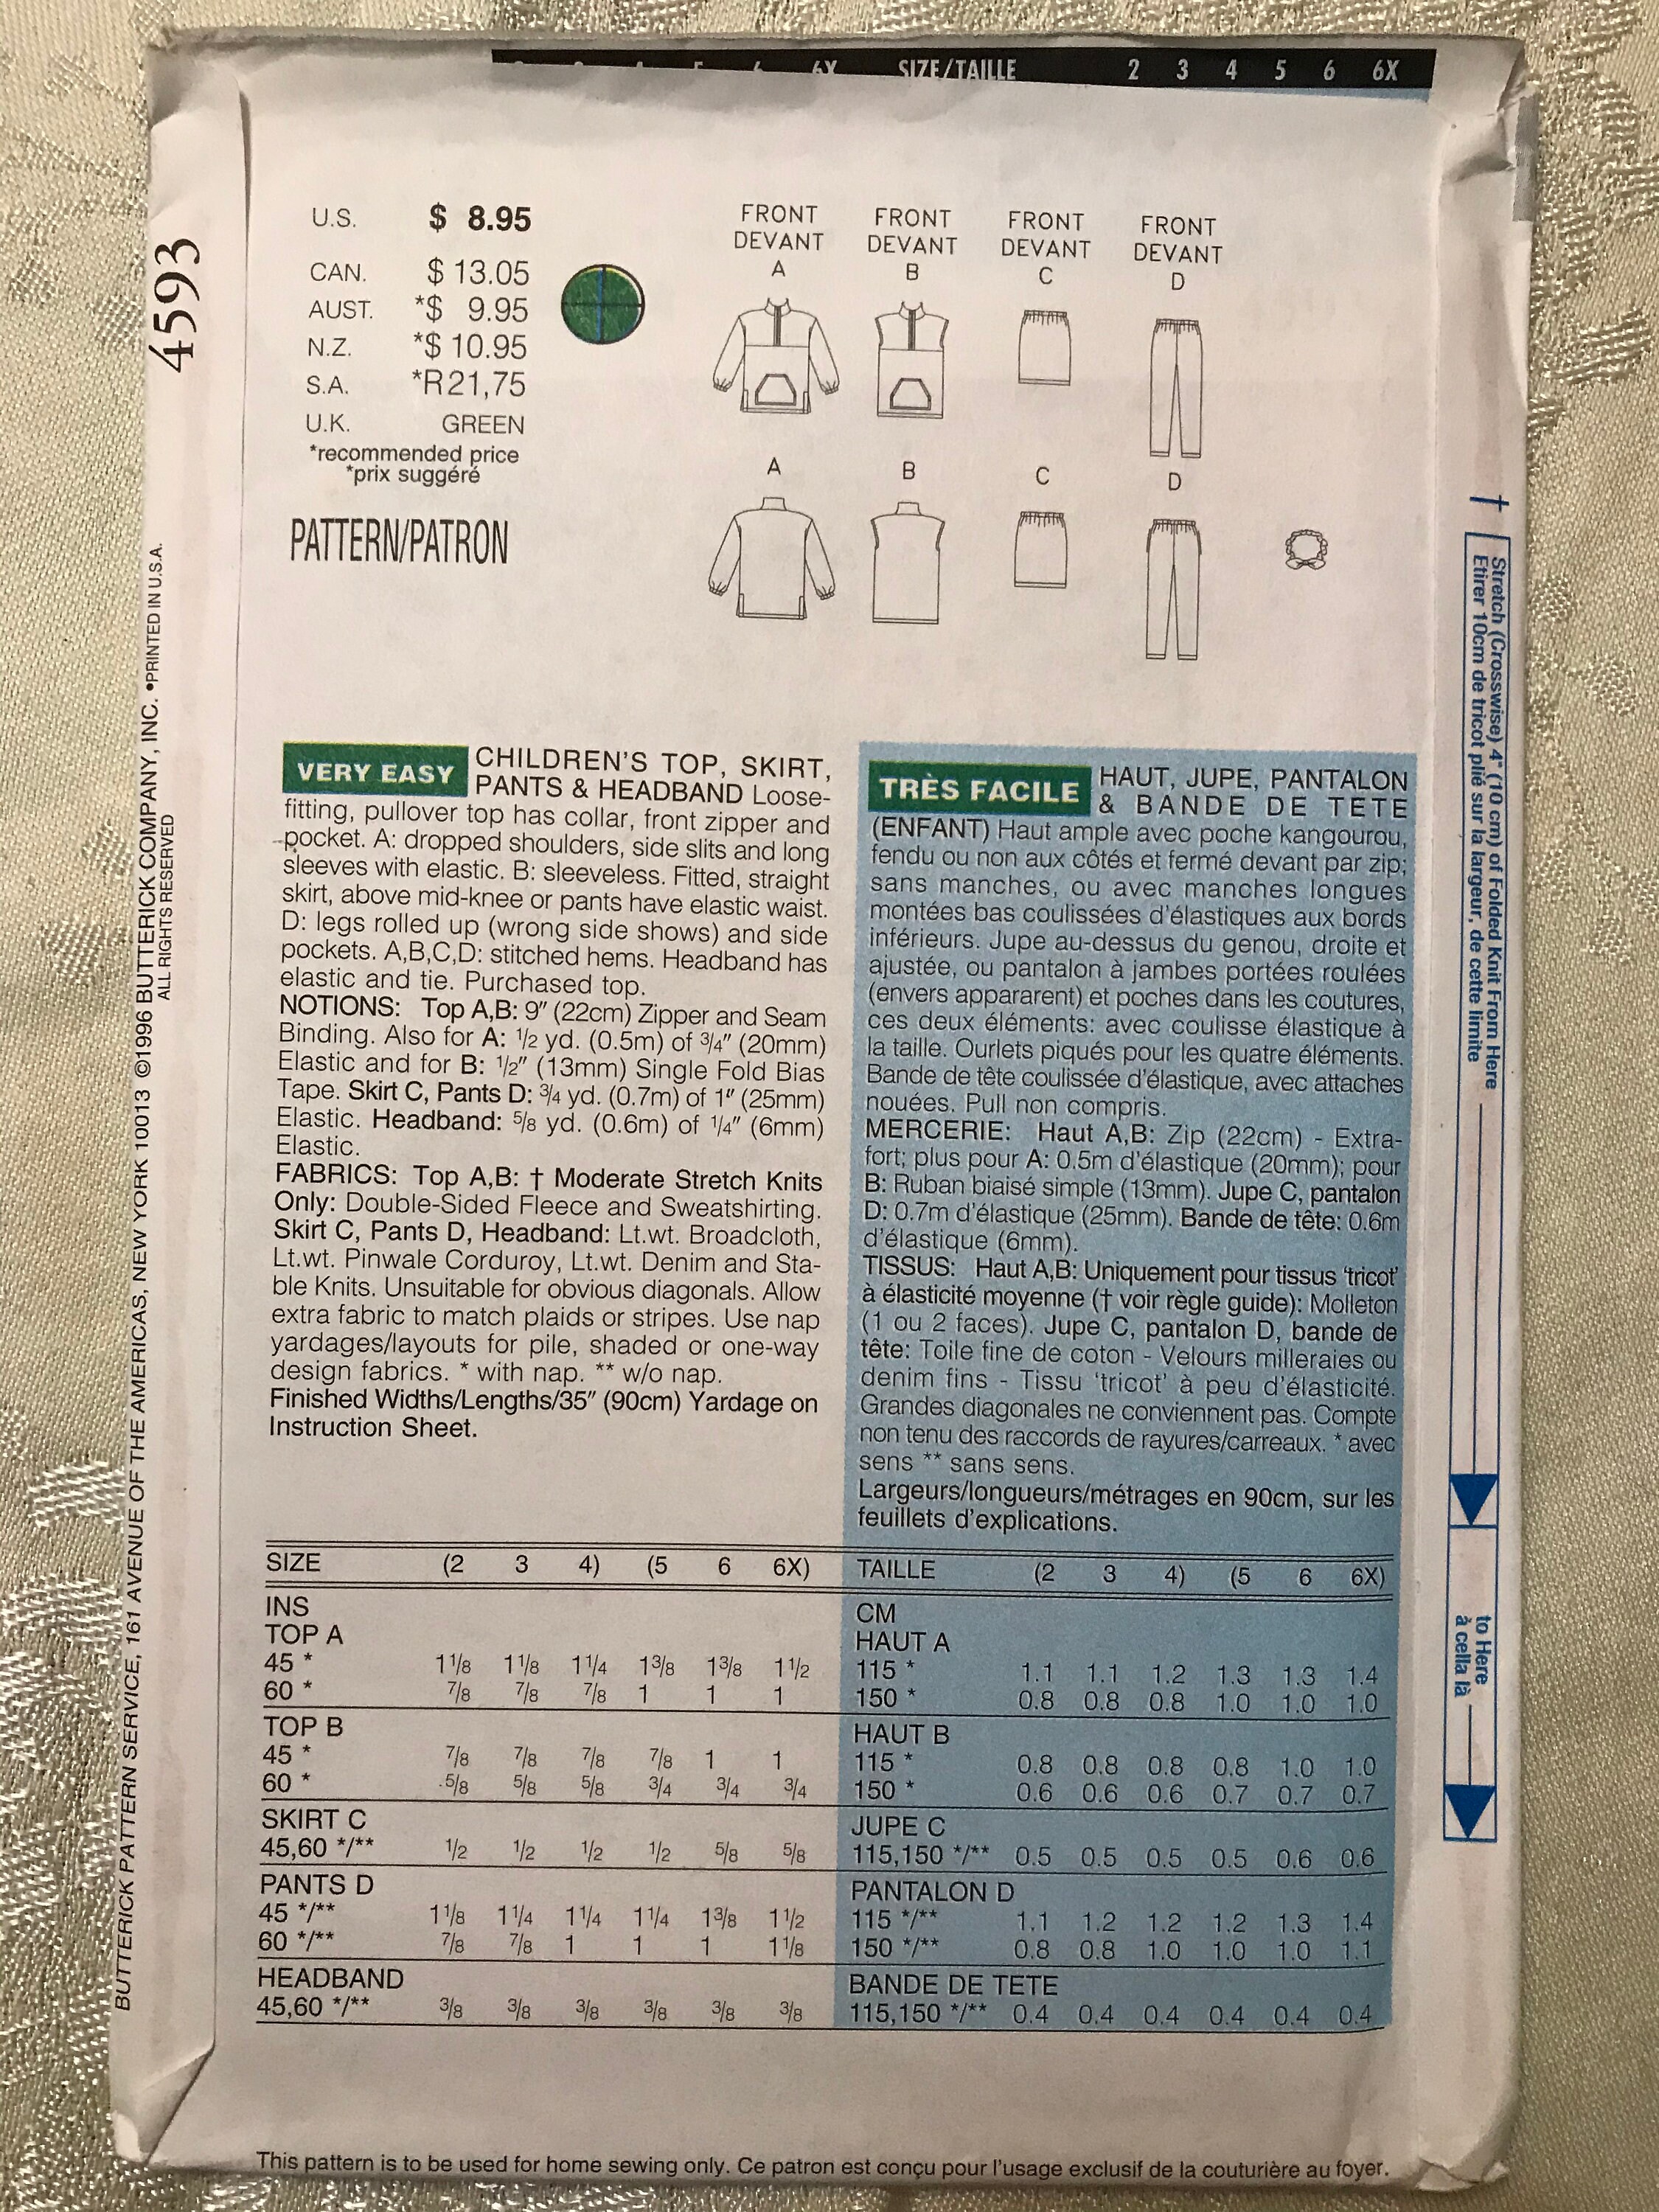 6X SIZE/TAILLE 2 3 4 5 6 6X
4593
U.S. $ 8.95
CAN. $ 13.05
AUST. *$ 9.95
N.Z. *$ 10.95
S.A. *R21,75
U.K. GREEN
*recommended price
*prix suggéré
PATTERN/PATRON
FRONT FRONT FRONT FRONT
DEVANT DEVANT DEVANT DEVANT
A B C D
A B C D
BUTTERICK PATTERN SERVICE, 161 AVENUE OF THE AMERICAS, NEW YORK 10013 ©1996 BUTTERICK COMPANY, INC. •PRINTED IN U.S.A.
ALL RIGHTS RESERVED
VERY EASY CHILDREN'S TOP, SKIRT,
PANTS & HEADBAND Loose-
fitting, pullover top has collar, front zipper and
pocket. A: dropped shoulders, side slits and long
sleeves with elastic. B: sleeveless. Fitted, straight
skirt, above mid-knee or pants have elastic waist.
D: legs rolled up (wrong side shows) and side
pockets. A,B,C,D: stitched hems. Headband has
elastic and tie. Purchased top.
NOTIONS: Top A,B: 9" (22cm) Zipper and Seam
Binding. Also for A: 1/2 yd. (0.5m) of 3/4" (20mm)
Elastic and for B: 1/2" (13mm) Single Fold Bias
Tape. Skirt C, Pants D: 3/4 yd. (0.7m) of 1" (25mm)
Elastic. Headband: 5/8 yd. (0.6m) of 1/4" (6mm)
Elastic.
FABRICS: Top A,B: † Moderate Stretch Knits
Only: Double-Sided Fleece and Sweatshirting.
Skirt C, Pants D, Headband: Lt.wt. Broadcloth,
Lt.wt. Pinwale Corduroy, Lt.wt. Denim and Sta-
ble Knits. Unsuitable for obvious diagonals. Allow
extra fabric to match plaids or stripes. Use nap
yardages/layouts for pile, shaded or one-way
design fabrics. * with nap. ** w/o nap.
Finished Widths/Lengths/35" (90cm) Yardage on
Instruction Sheet.
TRÈS FACILE HAUT, JUPE, PANTALON
& BANDE DE TETE
(ENFANT) Haut ample avec poche kangourou,
fendu ou non aux côtés et fermé devant par zip;
sans manches, ou avec manches longues
montées bas coulissées d'élastiques aux bords
inférieurs. Jupe au-dessus du genou, droite et
ajustée, ou pantalon à jambes portées roulées
(envers appararent) et poches dans les coutures,
ces deux éléments: avec coulisse élastique à
la taille. Ourlets piqués pour les quatre éléments.
Bande de tête coulissée d'élastique, avec attaches
nouées. Pull non compris.
MERCERIE: Haut A,B: Zip (22cm) - Extra-
fort; plus pour A: 0.5m d'élastique (20mm); pour
B: Ruban biaisé simple (13mm). Jupe C, pantalon
D: 0.7m d'élastique (25mm). Bande de tête: 0.6m
d'élastique (6mm).
TISSUS: Haut A,B: Uniquement pour tissus 'tricot'
à élasticité moyenne († voir règle guide): Molleton
(1 ou 2 faces). Jupe C, pantalon D, bande de
tête: Toile fine de coton - Velours milleraies ou
denim fins - Tissu 'tricot' à peu d'élasticité.
Grandes diagonales ne conviennent pas. Compte
non tenu des raccords de rayures/carreaux. * avec
sens ** sans sens.
Largeurs/longueurs/métrages en 90cm, sur les
feuillets d'explications.
† Stretch (Crosswise) 4" (10 cm) of Folded Knit From Here
Etirer 10cm de tricot plié sur la largeur, de cette limite
to Here
à cella là
SIZE (2 3 4) (5 6 6X)
INS
TOP A
45 * 1 1/8 1 1/8 1 1/4 1 3/8 1 3/8 1 1/2
60 * 7/8 7/8 7/8 1 1 1
TOP B
45 * 7/8 7/8 7/8 7/8 1 1
60 * 5/8 5/8 5/8 3/4 3/4 3/4
SKIRT C
45,60 */** 1/2 1/2 1/2 1/2 5/8 5/8
PANTS D
45 */** 1 1/8 1 1/4 1 1/4 1 1/4 1 3/8 1 1/2
60 */** 7/8 7/8 1 1 1 1 1/8
HEADBAND
45,60 */** 3/8 3/8 3/8 3/8 3/8 3/8
TAILLE (2 3 4) (5 6 6X)
CM
HAUT A
115 * 1.1 1.1 1.2 1.3 1.3 1.4
150 * 0.8 0.8 0.8 1.0 1.0 1.0
HAUT B
115 * 0.8 0.8 0.8 0.8 1.0 1.0
150 * 0.6 0.6 0.6 0.7 0.7 0.7
JUPE C
115,150 */** 0.5 0.5 0.5 0.5 0.6 0.6
PANTALON D
115 */** 1.1 1.2 1.2 1.2 1.3 1.4
150 */** 0.8 0.8 1.0 1.0 1.0 1.1
BANDE DE TETE
115,150 */** 0.4 0.4 0.4 0.4 0.4 0.4
This pattern is to be used for home sewing only. Ce patron est conçu pour l'usage exclusif de la couturière au foyer.